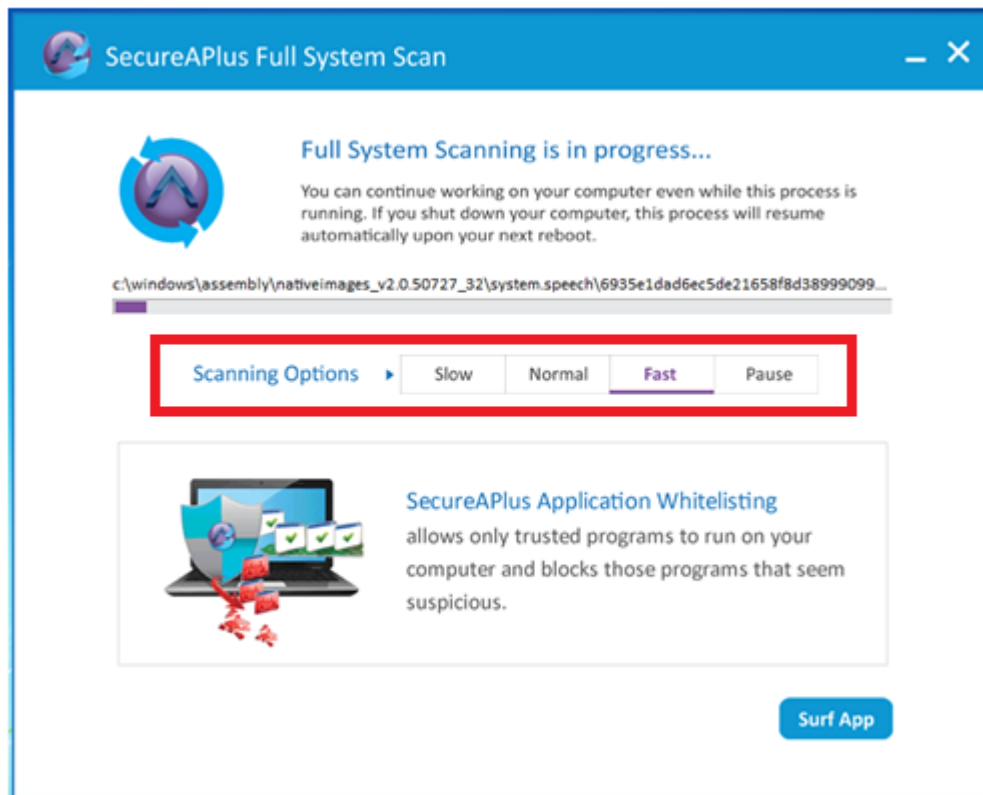 SecureAPlus Full System Scan
Full System Scanning is in progress...
You can continue working on your computer even while this process is
running. If you shut down your computer, this process will resume
automatically upon your next reboot.
c:\windows\assembly\nativeimages_v2.0.50727_32\system.speech\6935e1dad6ec5de21658f8d38999099...
Scanning Options Slow Normal Fast Pause
SecureAPlus Application Whitelisting
allows only trusted programs to run on your
computer and blocks those programs that seem
suspicious.
Surf App